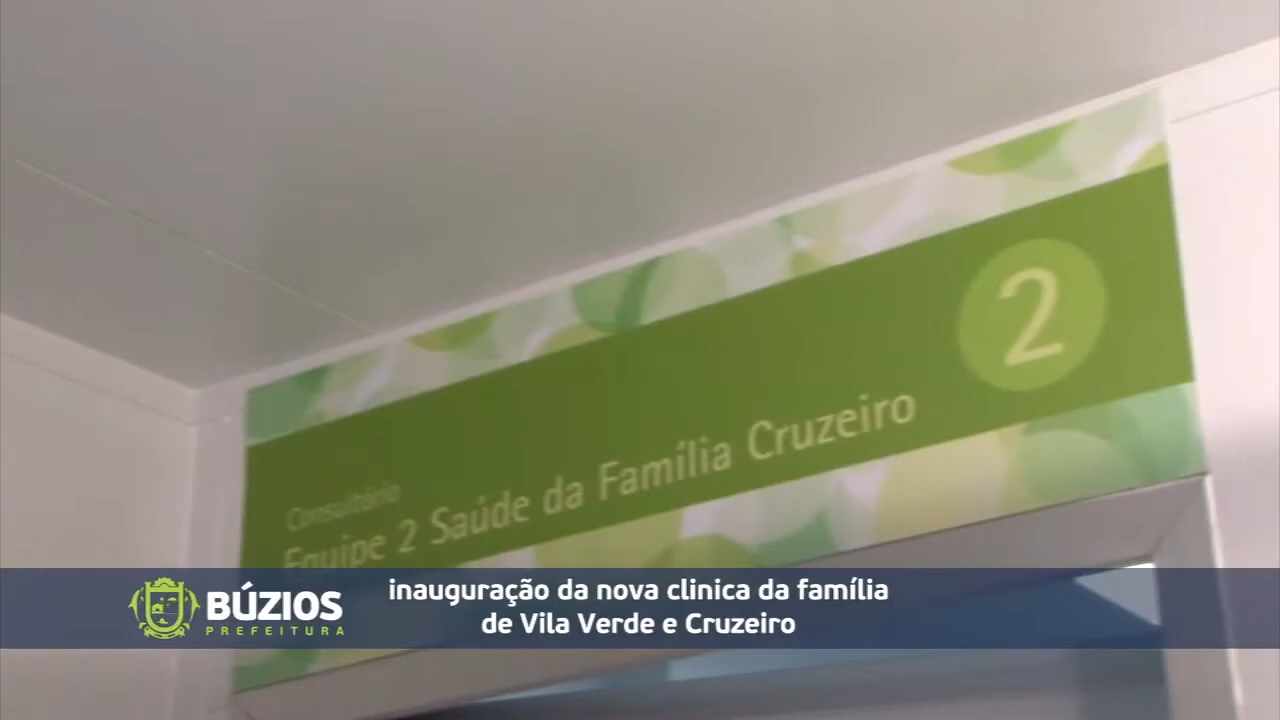 2
Consultório
Equipe 2 Saúde da Família Cruzeiro
BÚZIOS
PREFEITURA
inauguração da nova clinica da família
de Vila Verde e Cruzeiro